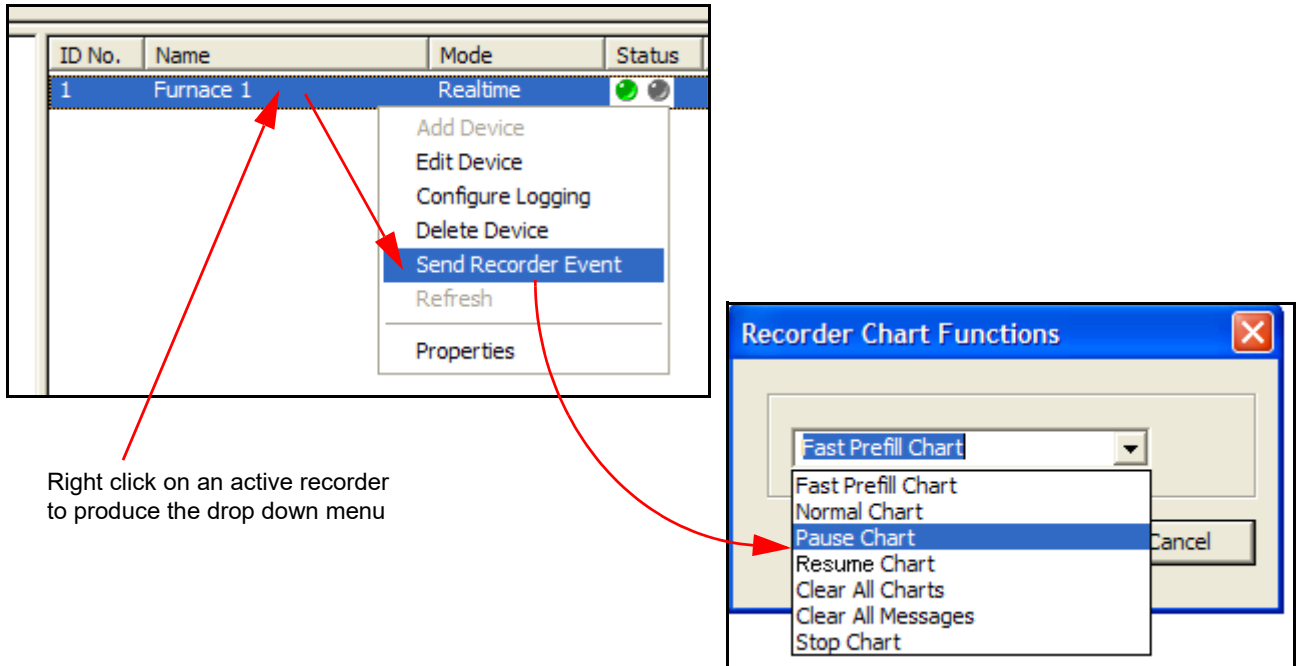 ID No. Name Mode Status
1 Furnace 1 Realtime
Add Device
Edit Device
Configure Logging
Delete Device
Send Recorder Event
Refresh
Properties
Right click on an active recorder
to produce the drop down menu
Recorder Chart Functions
Fast Prefill Chart
Fast Prefill Chart
Normal Chart
Pause Chart
Cancel
Resume Chart
Clear All Charts
Clear All Messages
Stop Chart